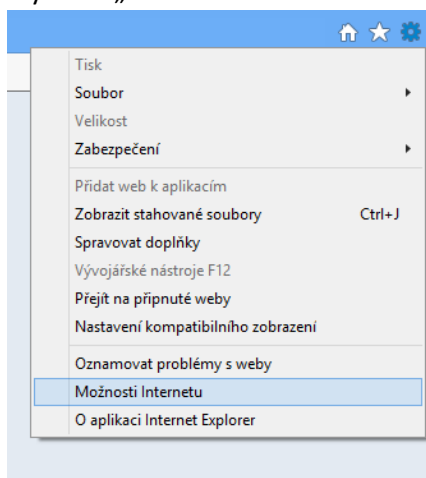 Tisk
Soubor
Velikost
Zabezpečení
Přidat web k aplikacím
Zobrazit stahované soubory Ctrl+J
Spravovat doplňky
Vývojářské nástroje F12
Přejít na připnuté weby
Nastavení kompatibilního zobrazení
Oznamovat problémy s weby
Možnosti Internetu
O aplikaci Internet Explorer